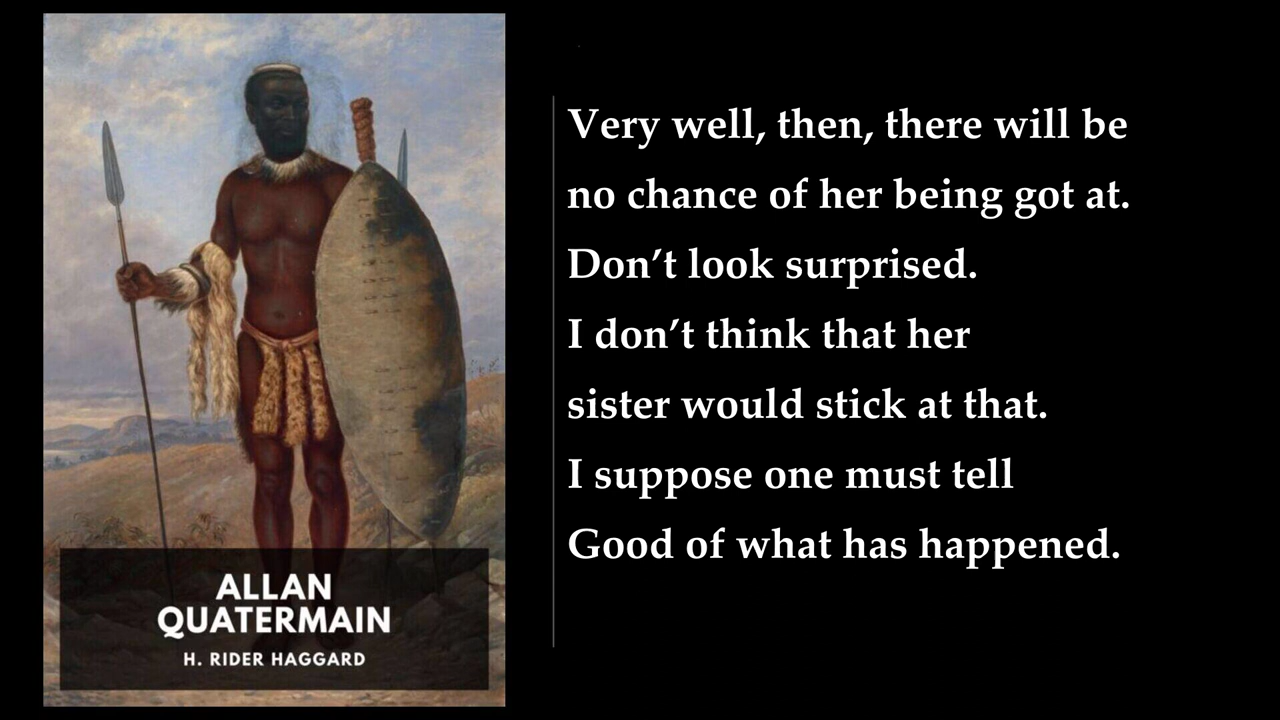 ALLAN
QUATERMAIN
H. RIDER HAGGARD
Very well, then, there will be
no chance of her being got at.
Don’t look surprised.
I don’t think that her
sister would stick at that.
I suppose one must tell
Good of what has happened.